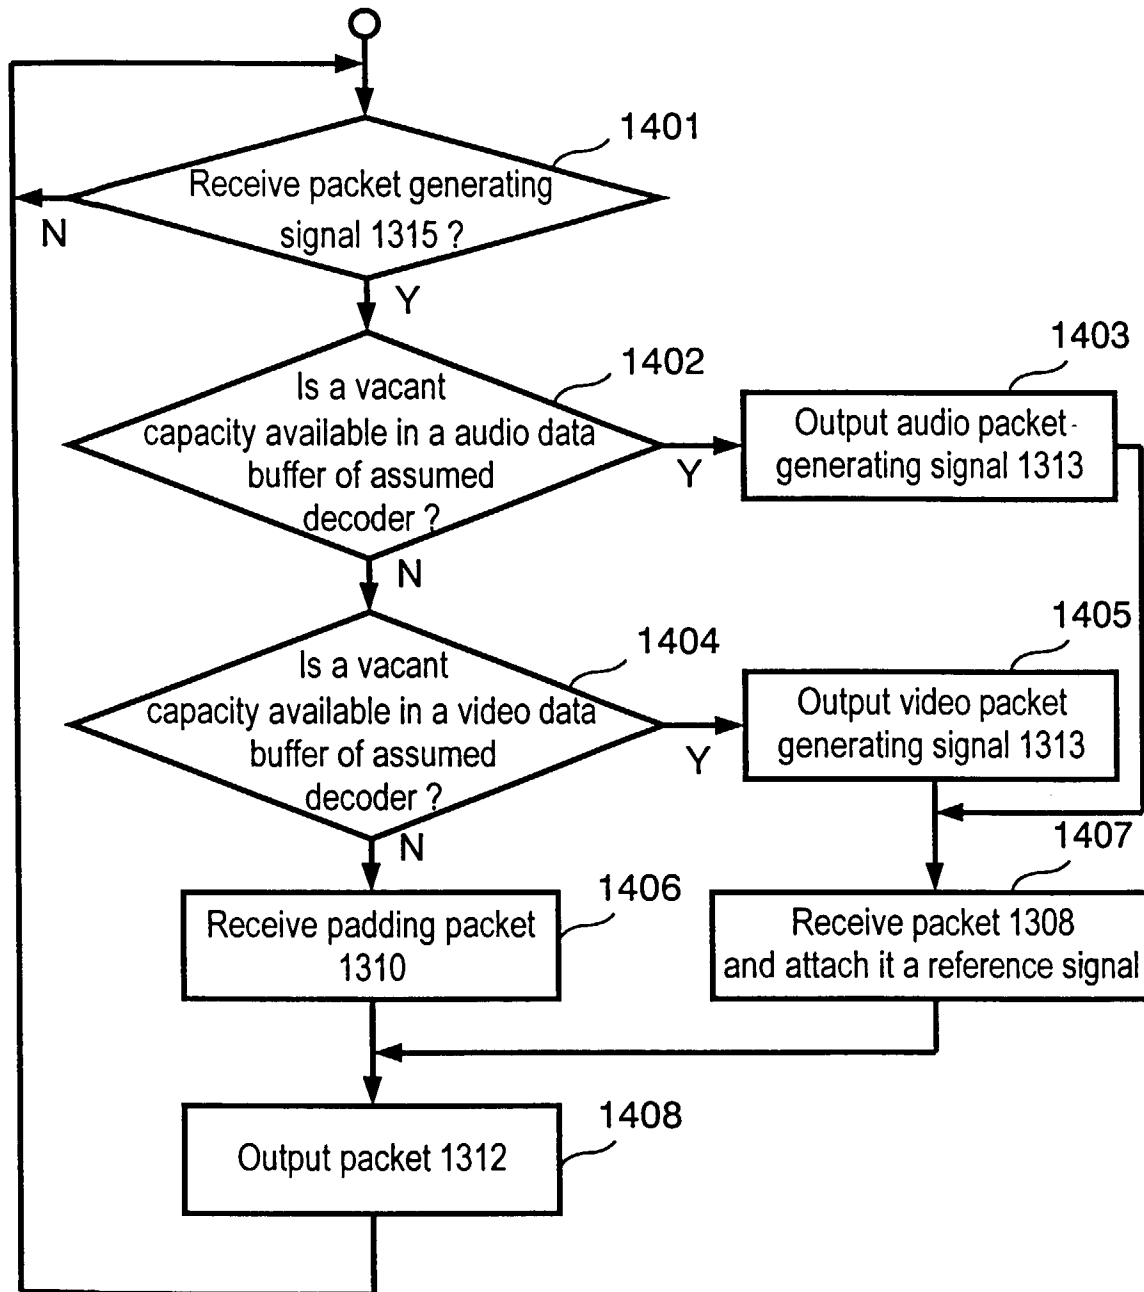 1401
Receive packet generating
signal 1315 ?
N
Y
1402
Is a vacant
capacity available in a audio data
buffer of assumed
decoder ?
Y
N
1403
Output audio packet
generating signal 1313
1404
Is a vacant
capacity available in a video data
buffer of assumed
decoder ?
Y
N
1405
Output video packet
generating signal 1313
1406
Receive padding packet
1310
1407
Receive packet 1308
and attach it a reference signal
1408
Output packet 1312